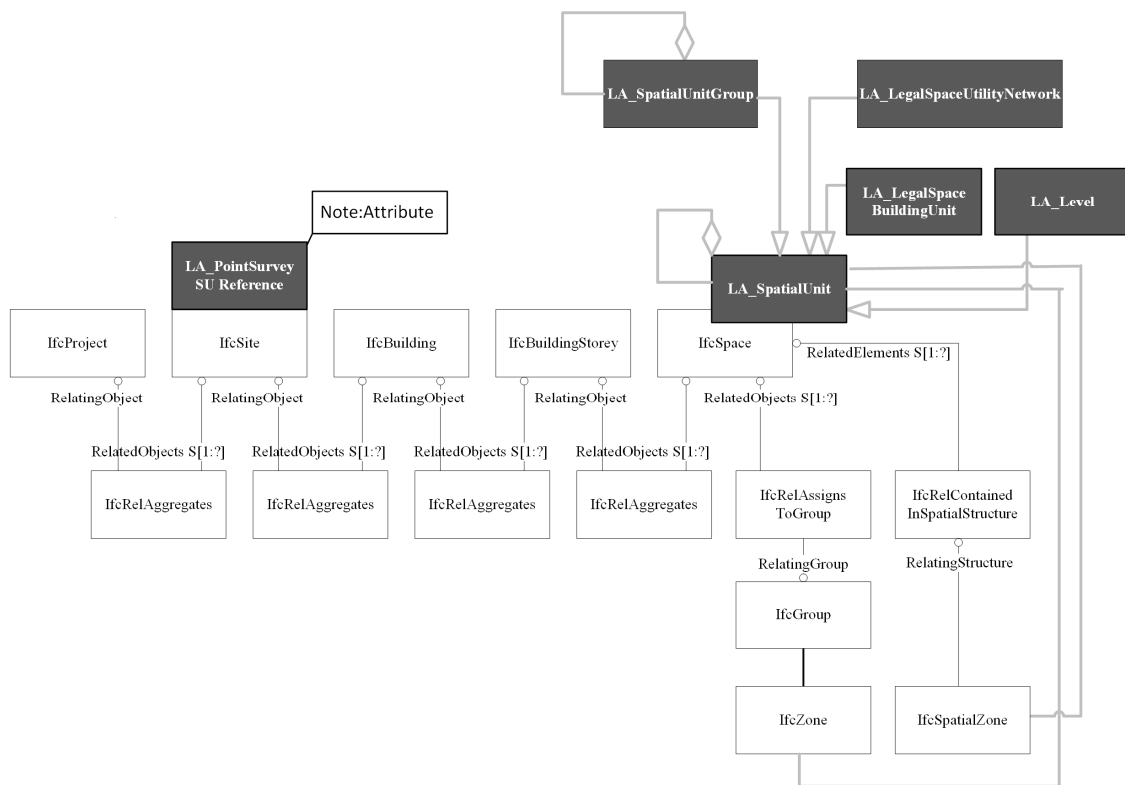 LA_SpatialUnitGroup
LA_LegalSpaceUtilityNetwork
LA_LegalSpace
BuildingUnit
LA_Level
Note:Attribute
LA_PointSurvey
SU Reference
LA_SpatialUnit
IfcProject
IfcSite
IfcBuilding
IfcBuildingStorey
IfcSpace
RelatedElements S[1:?]
RelatingObject
RelatingObject
RelatingObject
RelatingObject
RelatedObjects S[1:?]
RelatedObjects S[1:?]
RelatedObjects S[1:?]
RelatedObjects S[1:?]
RelatedObjects S[1:?]
IfcRelAggregates
IfcRelAggregates
IfcRelAggregates
IfcRelAggregates
IfcRelAssigns
ToGroup
IfcRelContained
InSpatialStructure
RelatingGroup
RelatingStructure
IfcGroup
IfcZone
IfcSpatialZone